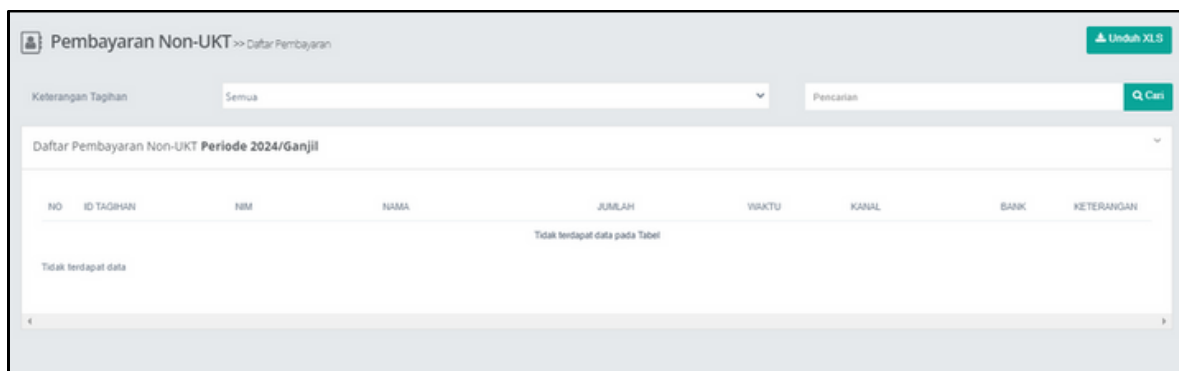 Pembayaran Non-UKT >> Daftar Pembayaran
Unduh XLS
Keterangan Tagihan
Semua
Pencarian
Cari
Daftar Pembayaran Non-UKT Periode 2024/Ganjil
NO ID TAGIHAN NIM NAMA JUMLAH WAKTU KANAL BANK KETERANGAN
Tidak terdapat data pada Tabel
Tidak terdapat data